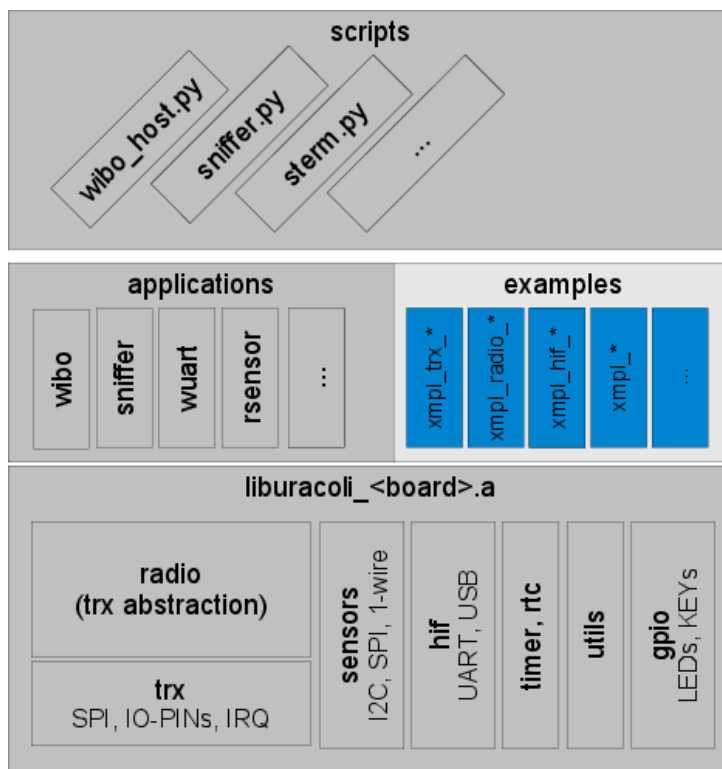 scripts
wibo_host.py
sniffer.py
sterm.py
...
applications
wibo
sniffer
wuart
rsensor
...
examples
xmpl_trx_*
xmpl_radio_*
xmpl_hif_*
xmpl_*
...
liburacoli_<board>.a
radio
(trx abstraction)
trx
SPI, IO-PINs, IRQ
sensors
I2C, SPI, 1-wire
hif
UART, USB
timer, rtc
utils
gpio
LEDs, KEYs